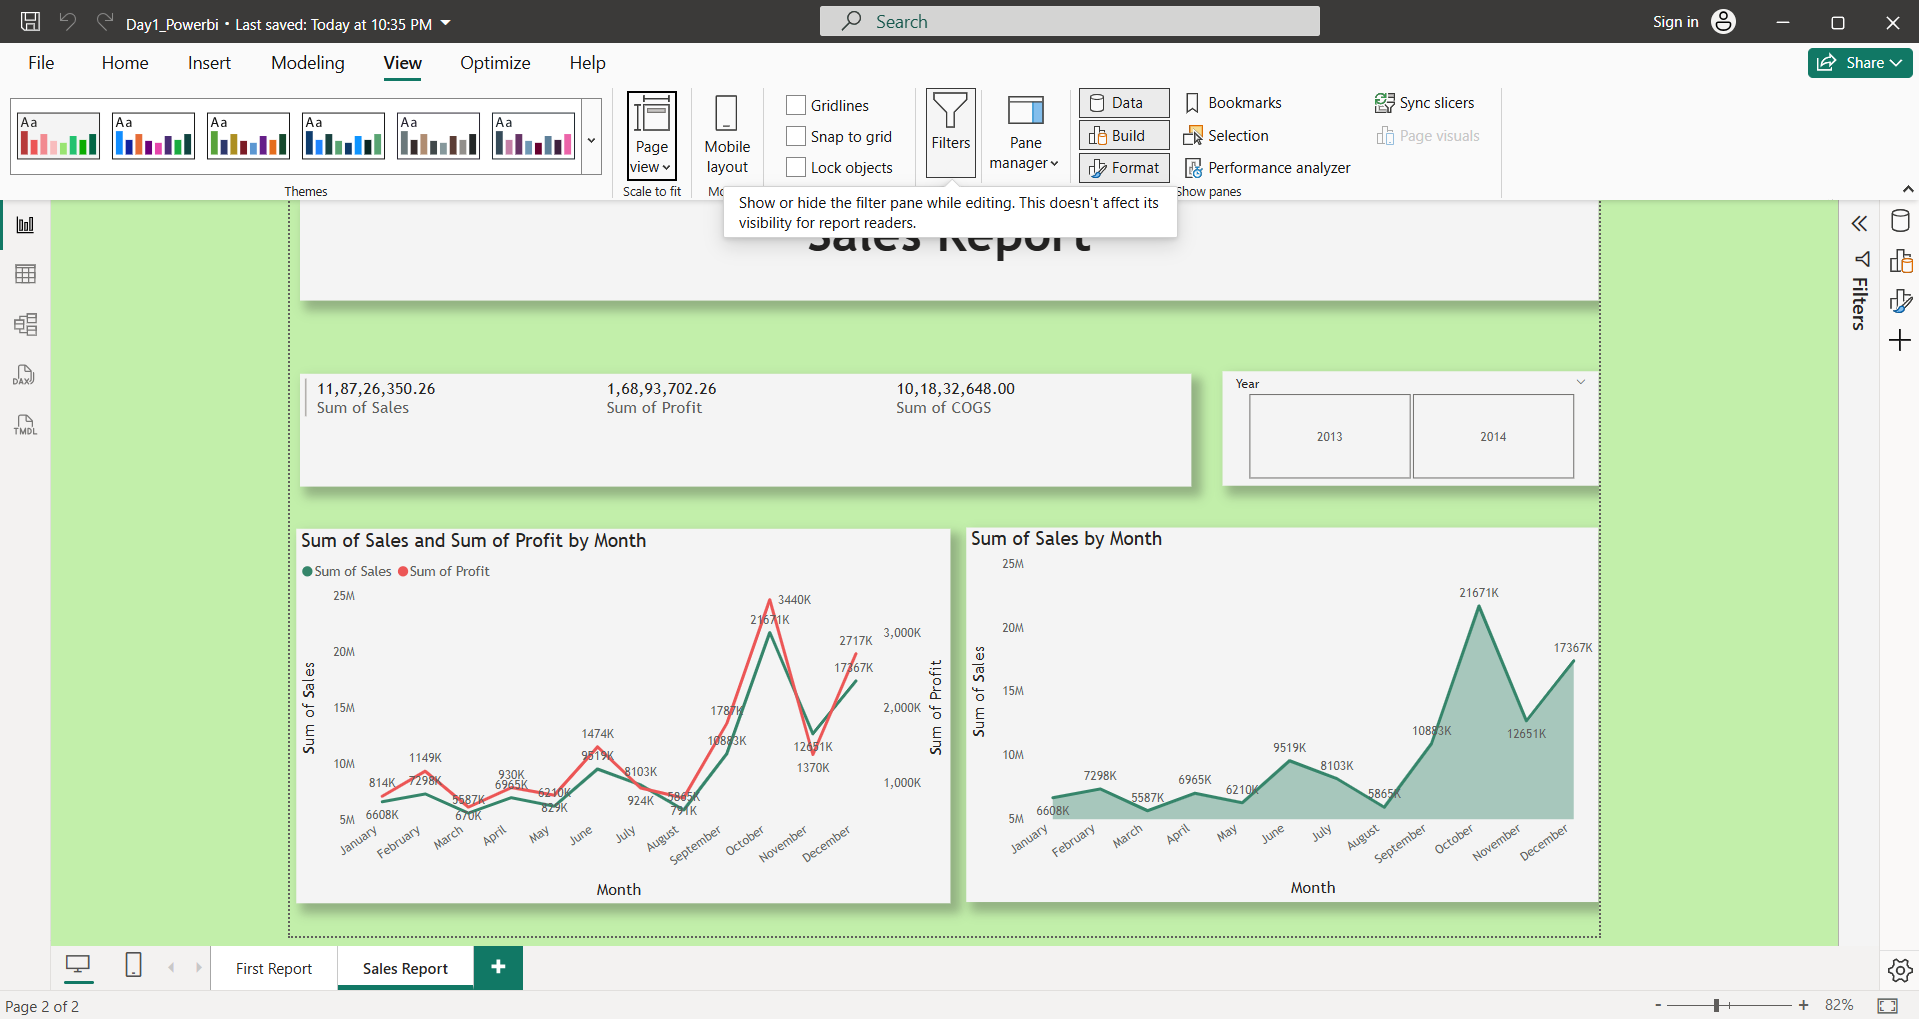 Day1_Powerbi • Last saved: Today at 10:35 PM
Search
Sign in
File
Home
Insert
Modeling
View
Optimize
Help
Share
Aa
Aa
Aa
Aa
Aa
Aa
Themes
Page view
Scale to fit
Mobile layout
Gridlines
Snap to grid
Lock objects
Filters
Pane manager
Data
Build
Format
Bookmarks
Selection
Performance analyzer
Sync slicers
Page visuals
Show panes
Show or hide the filter pane while editing. This doesn't affect its
visibility for report readers.
Sales Report
DAX
TMDL
Filters
11,87,26,350.26
Sum of Sales
1,68,93,702.26
Sum of Profit
10,18,32,648.00
Sum of COGS
Year
2013
2014
Sum of Sales and Sum of Profit by Month
Sum of Sales
Sum of Profit
25M
20M
15M
10M
5M
Sum of Sales
3,000K
2,000K
1,000K
Sum of Profit
814K
1149K
5587K
930K
6210K
1474K
8103K
5865K
1787K
3440K
12651K
2717K
6608K
7298K
670K
6965K
829K
9519K
924K
791K
10883K
21671K
1370K
17367K
January
February
March
April
May
June
July
August
September
October
November
December
Month
Sum of Sales by Month
25M
20M
15M
10M
5M
Sum of Sales
6608K
7298K
5587K
6965K
6210K
9519K
8103K
5865K
10883K
21671K
12651K
17367K
January
February
March
April
May
June
July
August
September
October
November
December
Month
First Report
Sales Report
+
Page 2 of 2
- + 82%